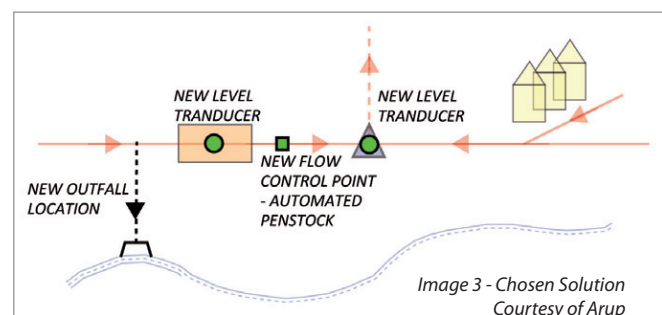 NEW LEVEL
TRANDUCER
NEW LEVEL
TRANDUCER
NEW FLOW
CONTROL POINT
- AUTOMATED
PENSTOCK
NEW OUTFALL
LOCATION
Image 3 - Chosen Solution
Courtesy of Arup